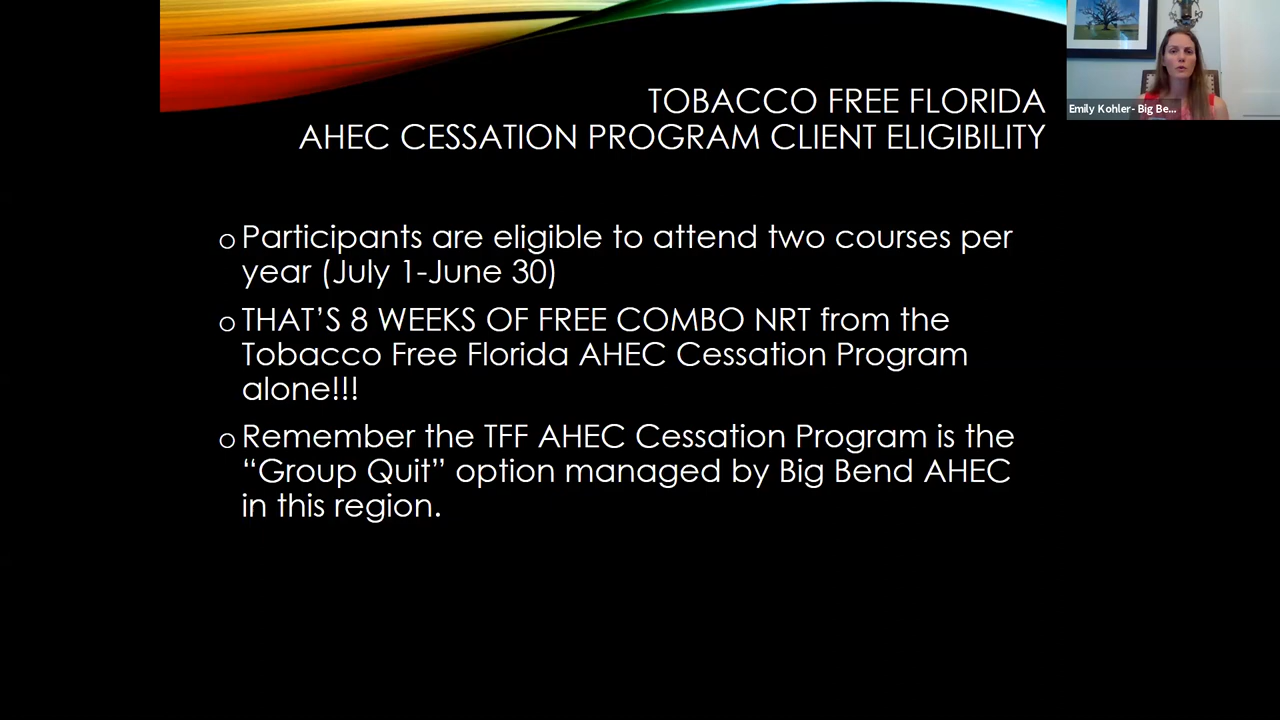 TOBACCO FREE FLORIDA
AHEC CESSATION PROGRAM CLIENT ELIGIBILITY
Emily Kohler- Big Be...
o Participants are eligible to attend two courses per
year (July 1-June 30)
o THAT’S 8 WEEKS OF FREE COMBO NRT from the
Tobacco Free Florida AHEC Cessation Program
alone!!!
o Remember the TFF AHEC Cessation Program is the
“Group Quit” option managed by Big Bend AHEC
in this region.